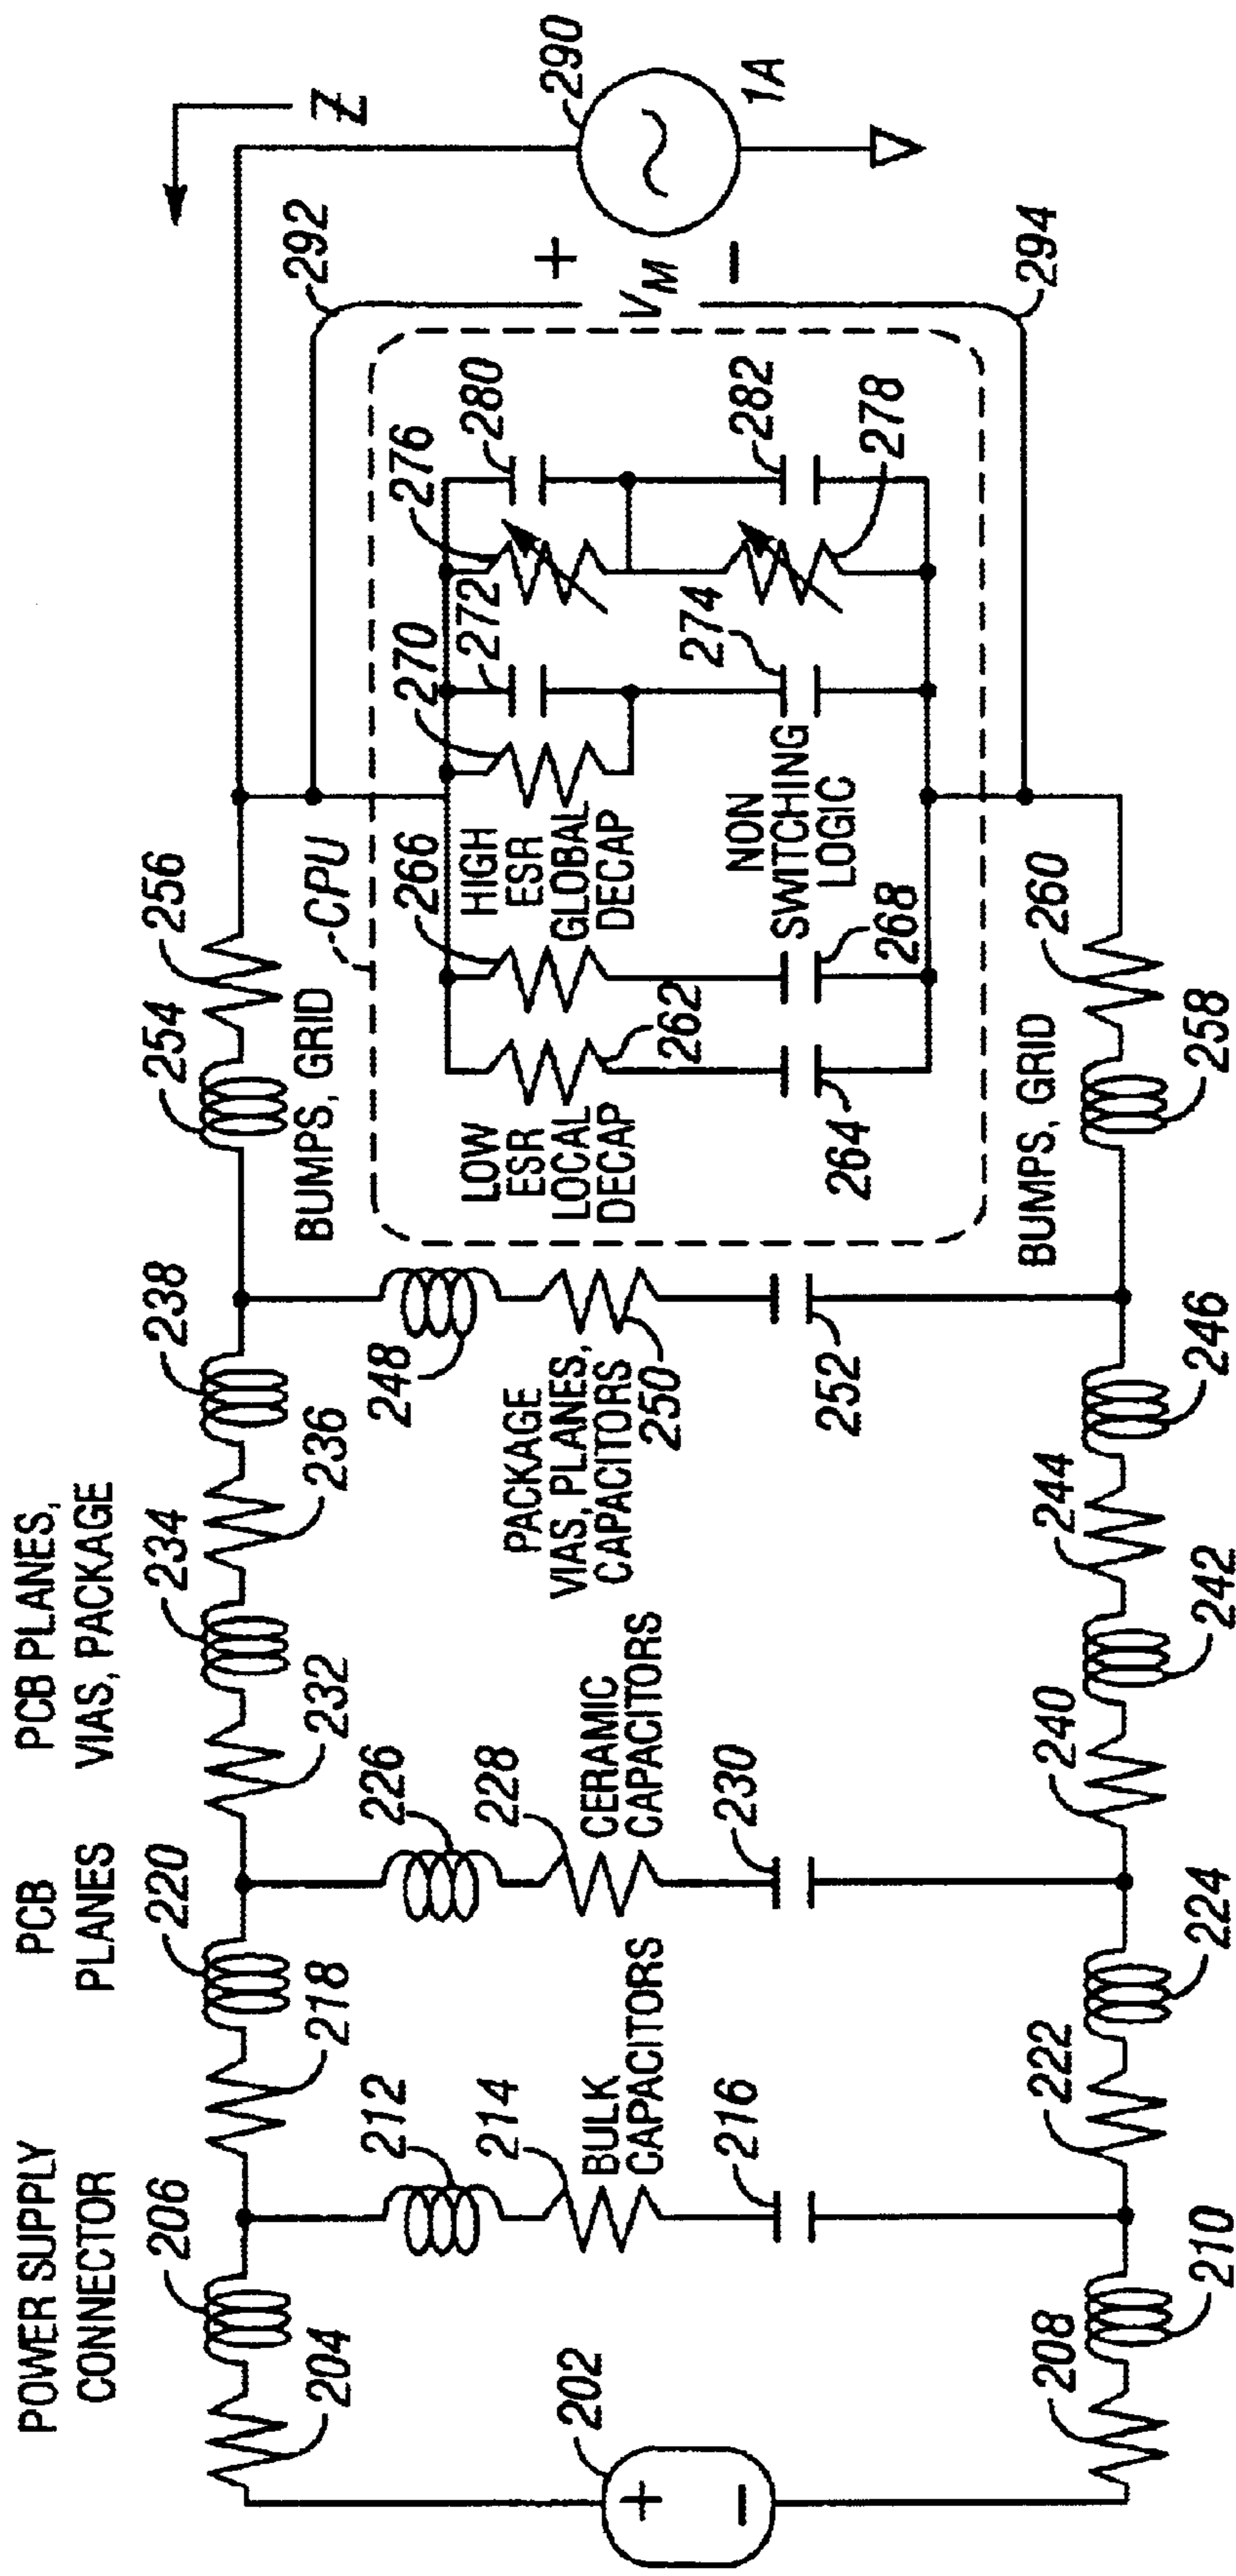 POWER SUPPLY
CONNECTOR
PCB
PLANES
PCB PLANES,
VIAS, PACKAGE
206
220
234
238
254
256
204
218
232
236
BUMPS, GRID
CPU
292
Z
202
+
−
212
214
BULK
CAPACITORS
216
226
228
CERAMIC
CAPACITORS
230
248
PACKAGE
VIAS, PLANES,
CAPACITORS
250
252
LOW
ESR
LOCAL
DECAP
262
264
266
HIGH
ESR
GLOBAL
DECAP
268
270
272
NON
SWITCHING
LOGIC
274
276
280
282
278
+
VM
−
290
1A
294
208
222
240
244
BUMPS, GRID
260
210
224
242
246
258